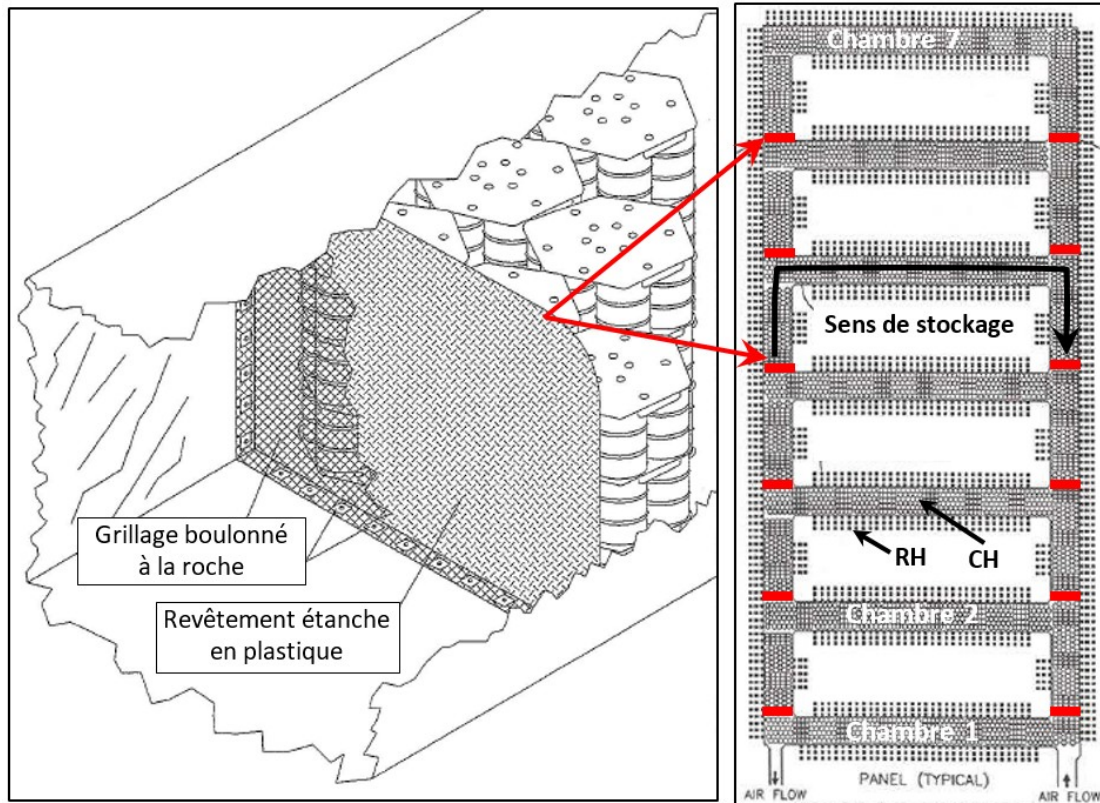 Grillage boulonné
à la roche
Revêtement étanche
en plastique
Chambre 7
Sens de stockage
RH
CH
Chambre 2
Chambre 1
PANEL (TYPICAL)
AIR FLOW
AIR FLOW